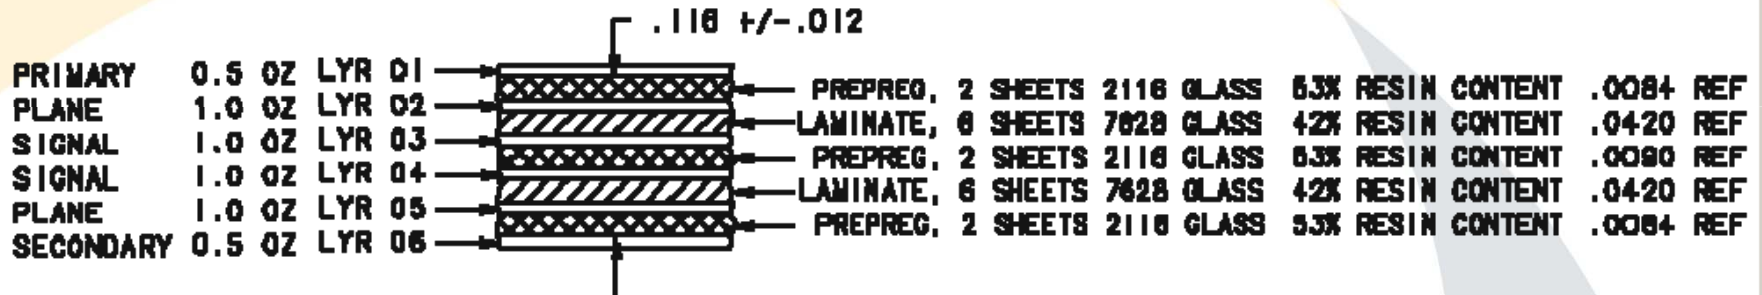 .116 +/-.012
PRIMARY 0.5 OZ LYR 01
PREPREG, 2 SHEETS 2116 GLASS 53% RESIN CONTENT .0084 REF
PLANE 1.0 OZ LYR 02
LAMINATE, 6 SHEETS 7628 GLASS 42% RESIN CONTENT .0420 REF
SIGNAL 1.0 OZ LYR 03
PREPREG, 2 SHEETS 2116 GLASS 53% RESIN CONTENT .0090 REF
SIGNAL 1.0 OZ LYR 04
LAMINATE, 6 SHEETS 7628 GLASS 42% RESIN CONTENT .0420 REF
PLANE 1.0 OZ LYR 05
PREPREG, 2 SHEETS 2116 GLASS 53% RESIN CONTENT .0084 REF
SECONDARY 0.5 OZ LYR 06